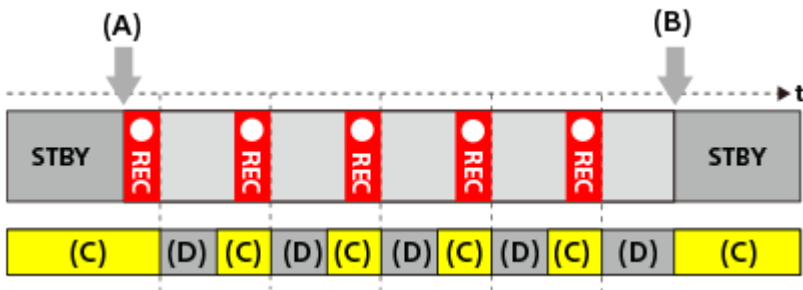 (A) (B)
t
STBY REC REC REC REC REC STBY
(C) (D) (C) (D) (C) (D) (C) (D) (C) (D) (C)